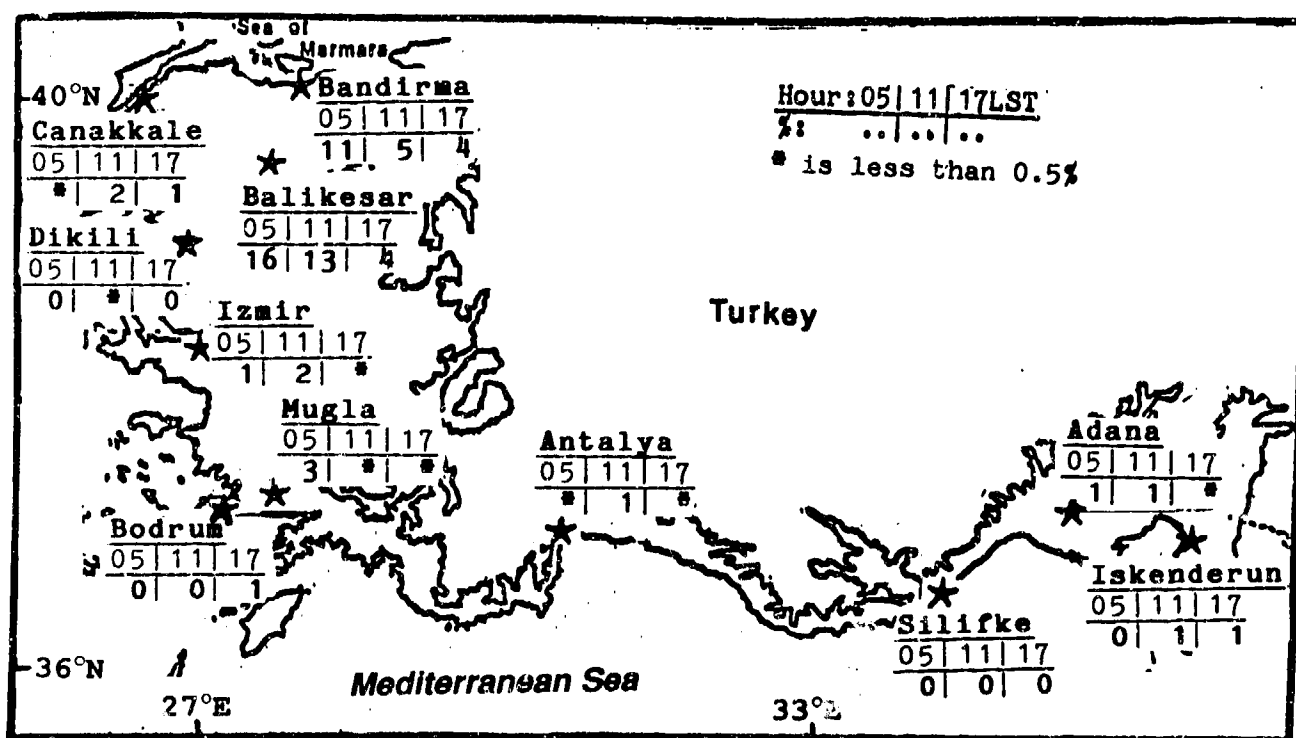 Sea of
Marmara
40°N
Bandirma
05|11|17
11| 5| 4
Hour:05|11|17LST
%: ..|..|..
* is less than 0.5%
Canakkale
05|11|17
*| 2| 1
Balikesar
05|11|17
16|13| 4
Dikili
05|11|17
0| *| 0
Izmir
05|11|17
1| 2| *
Turkey
Mugla
05|11|17
3| *| *
Antalya
05|11|17
*| 1| *
Adana
05|11|17
1| 1| *
Bodrum
05|11|17
0| 0| 1
Iskenderun
05|11|17
0| 1| 1
Silifke
05|11|17
0| 0| 0
36°N
Mediterranean Sea
27°E
33°E